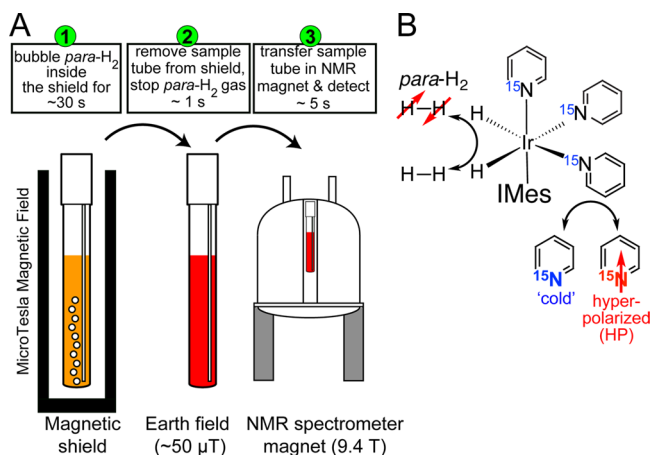 A
1
bubble para-H2
inside
the shield for
~30s
2
remove sample
tube from shield,
stop para-H2 gas
~ 1 s
3
transfer sample
tube in NMR
magnet & detect
~ 5 s
MicroTesla Magnetic Field
Magnetic
shield
Earth field
(~50 µT)
NMR spectrometer
magnet (9.4 T)
B
para-H2
H–H
H–H
H
H
Ir
IMes
15N
15N
15N
15N
'cold'
15N
hyper-
polarized
(HP)